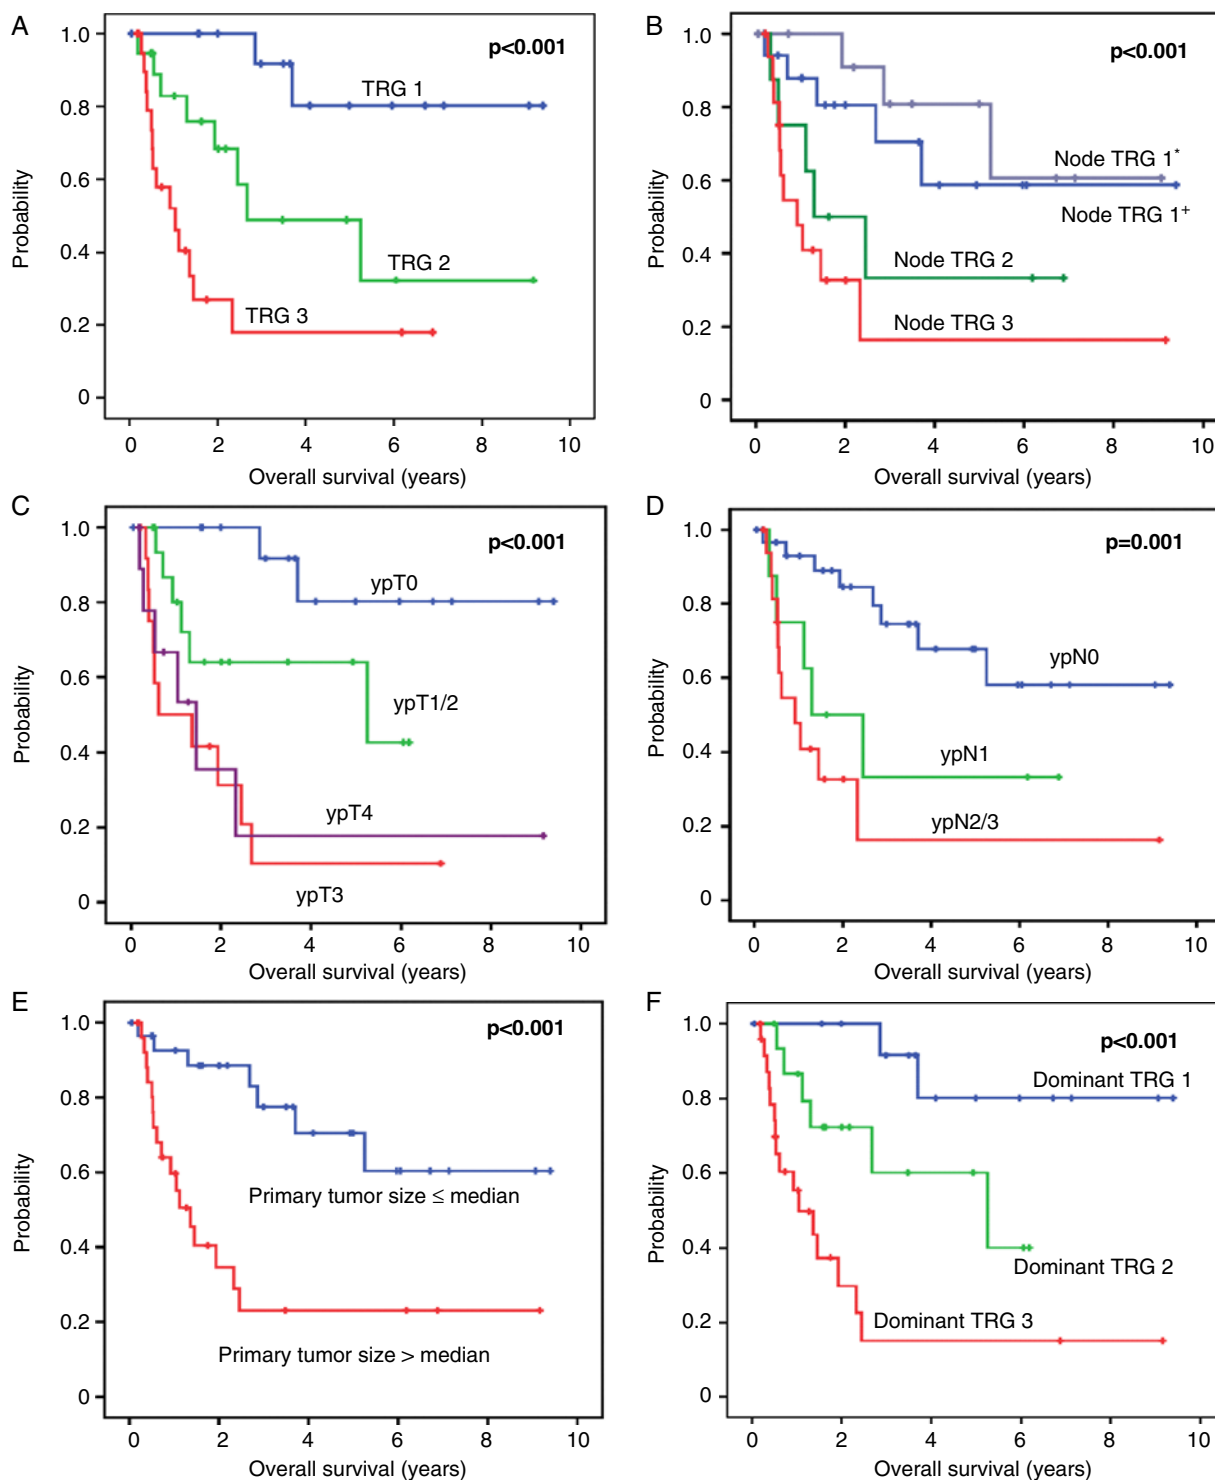 A
p<0.001
1.0
0.8
0.6
0.4
0.2
0
Probability
TRG 1
TRG 2
TRG 3
0 2 4 6 8 10
Overall survival (years)
B
p<0.001
1.0
0.8
0.6
0.4
0.2
0
Probability
Node TRG 1*
Node TRG 1+
Node TRG 2
Node TRG 3
0 2 4 6 8 10
Overall survival (years)
C
p<0.001
1.0
0.8
0.6
0.4
0.2
0
Probability
ypT0
ypT1/2
ypT4
ypT3
0 2 4 6 8 10
Overall survival (years)
D
p=0.001
1.0
0.8
0.6
0.4
0.2
0
Probability
ypN0
ypN1
ypN2/3
0 2 4 6 8 10
Overall survival (years)
E
p<0.001
1.0
0.8
0.6
0.4
0.2
0
Probability
Primary tumor size ≤ median
Primary tumor size > median
0 2 4 6 8 10
Overall survival (years)
F
p<0.001
1.0
0.8
0.6
0.4
0.2
0
Probability
Dominant TRG 1
Dominant TRG 2
Dominant TRG 3
0 2 4 6 8 10
Overall survival (years)